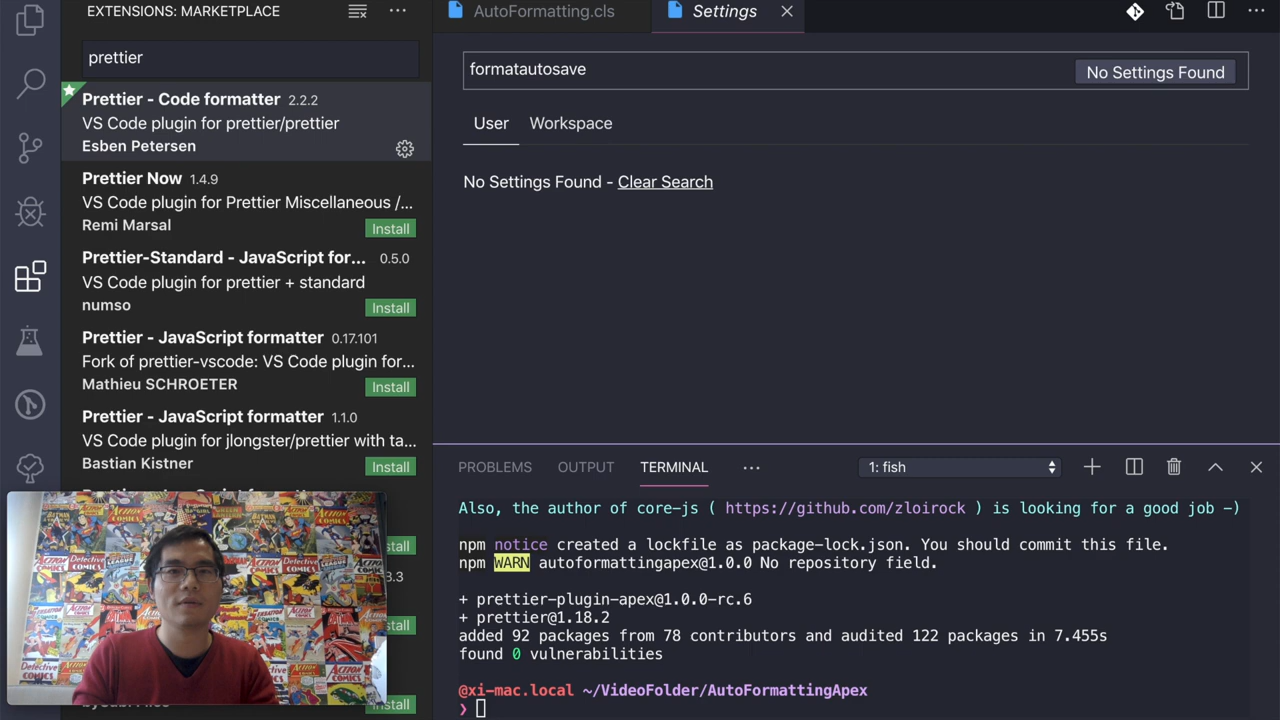 EXTENSIONS: MARKETPLACE
prettier
Prettier - Code formatter 2.2.2
VS Code plugin for prettier/prettier
Esben Petersen
Prettier Now 1.4.9
VS Code plugin for Prettier Miscellaneous /...
Remi Marsal
Install
Prettier-Standard - JavaScript for... 0.5.0
VS Code plugin for prettier + standard
numso
Install
Prettier - JavaScript formatter 0.17.101
Fork of prettier-vscode: VS Code plugin for...
Mathieu SCHROETER
Install
Prettier - JavaScript formatter 1.1.0
VS Code plugin for jlongster/prettier with ta...
Bastian Kistner
Install
Install
AutoFormatting.cls
Settings
formatautosave
No Settings Found
User Workspace
No Settings Found - Clear Search
PROBLEMS OUTPUT TERMINAL ... 1: fish
Also, the author of core-js ( https://github.com/zloirock ) is looking for a good job -)
npm notice created a lockfile as package-lock.json. You should commit this file.
npm WARN autoformattingapex@1.0.0 No repository field.
+ prettier-plugin-apex@1.0.0-rc.6
+ prettier@1.18.2
added 92 packages from 78 contributors and audited 122 packages in 7.455s
found 0 vulnerabilities
@xi-mac.local ~/VideoFolder/AutoFormattingApex
❯
ACTION COMICS
BATMAN
DETECTIVE COMICS